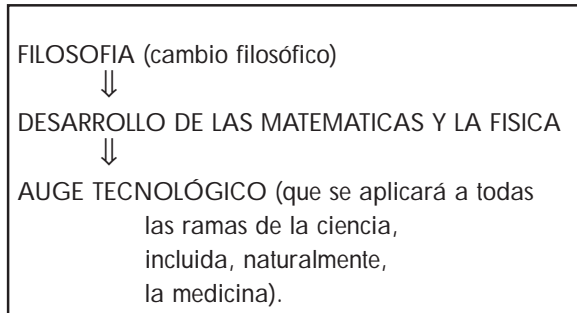 FILOSOFIA (cambio filosófico)
⇓
DESARROLLO DE LAS MATEMATICAS Y LA FISICA
⇓
AUGE TECNOLÓGICO (que se aplicará a todas
las ramas de la ciencia,
incluida, naturalmente,
la medicina).